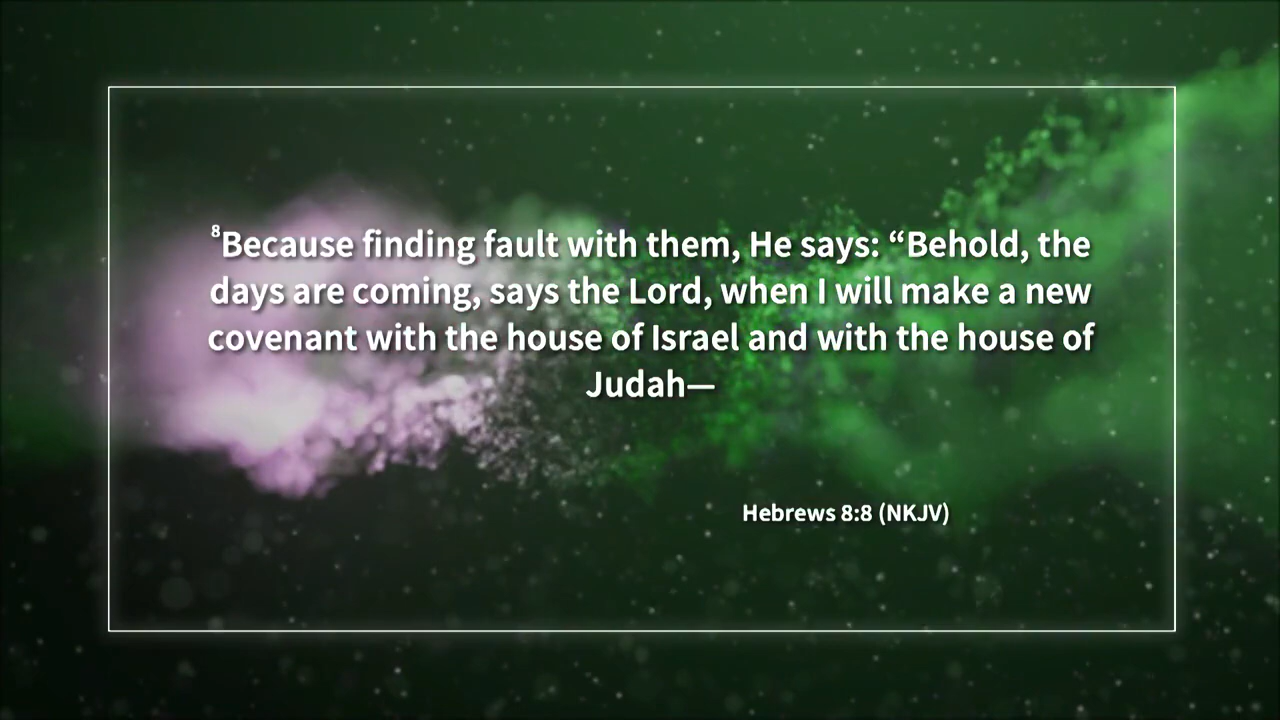 ⁸Because finding fault with them, He says: “Behold, the
days are coming, says the Lord, when I will make a new
covenant with the house of Israel and with the house of
Judah—
Hebrews 8:8 (NKJV)